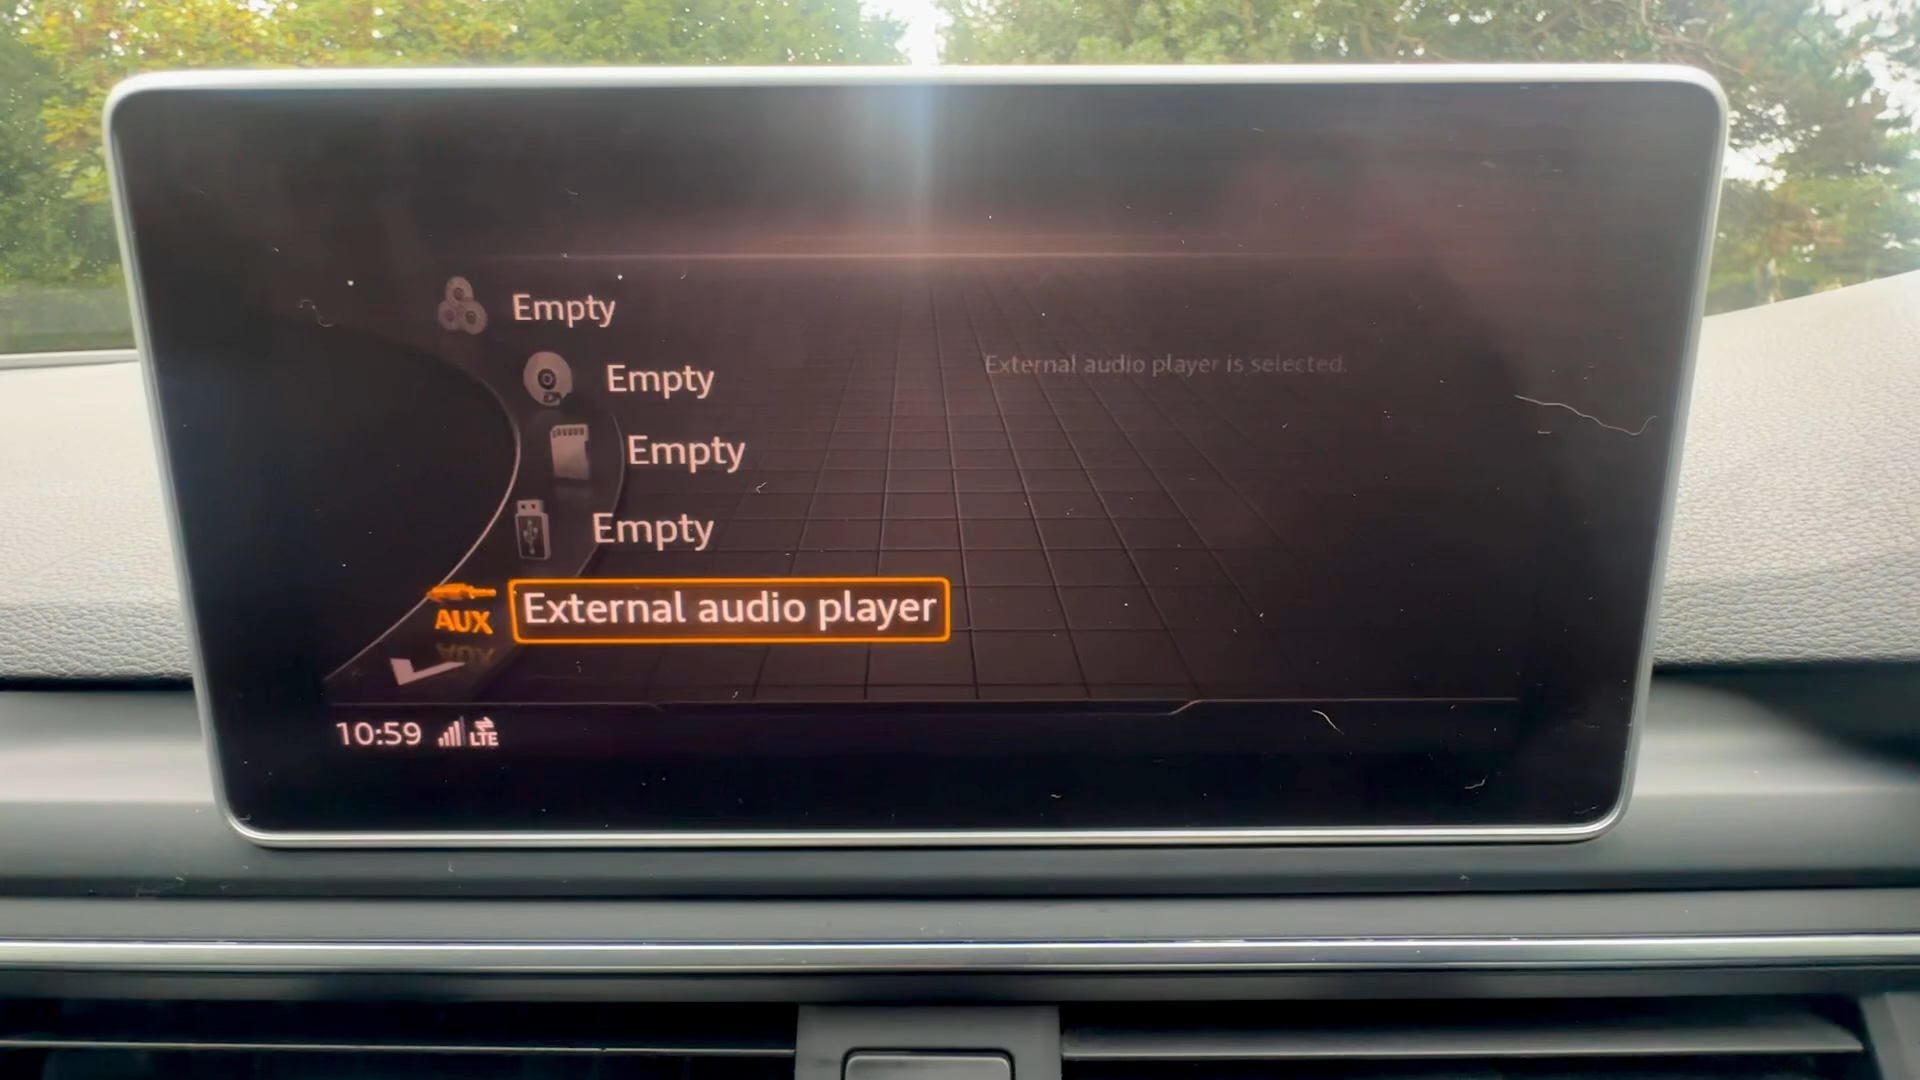 Empty
Empty
External audio player is selected.
Empty
Empty
AUX External audio player
10:59 LTE